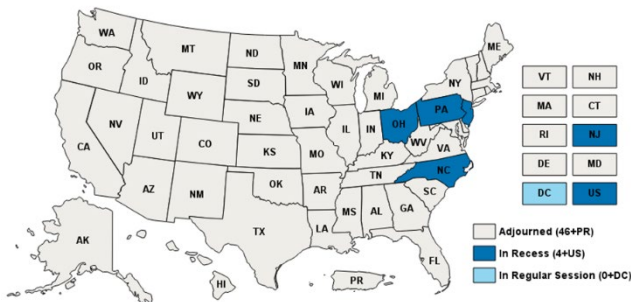 WA
MT
ND
MN
ME
OR
ID
SD
WI
MI
NY
WY
IA
PA
NE
NV
UT
CO
IL
IN
OH
WV
VA
CA
KS
MO
KY
NC
TN
AZ
NM
OK
AR
SC
MS
AL
GA
TX
LA
AK
FL
HI
PR
VT NH
MA CT
RI NJ
DE MD
DC US
Adjourned (46+PR)
In Recess (4+US)
In Regular Session (0+DC)